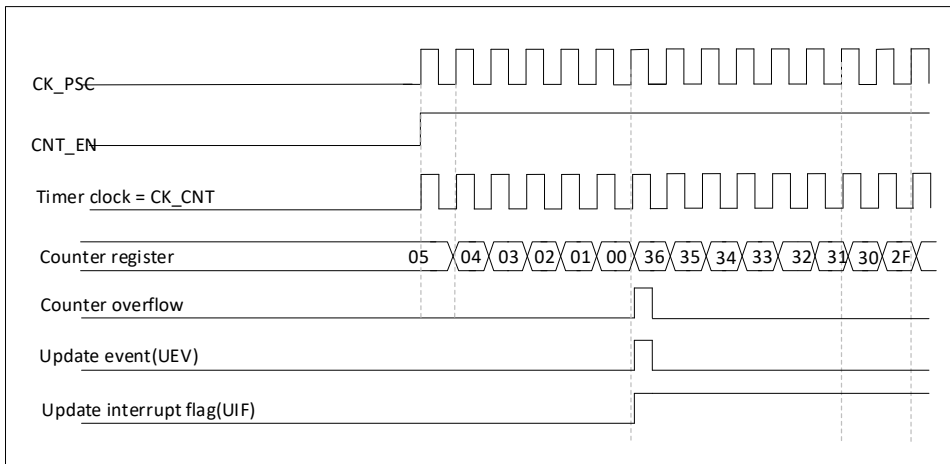 CK_PSC
CNT_EN
Timer clock = CK_CNT
Counter register 05 04 03 02 01 00 36 35 34 33 32 31 30 2F
Counter overflow
Update event(UEV)
Update interrupt flag(UIF)